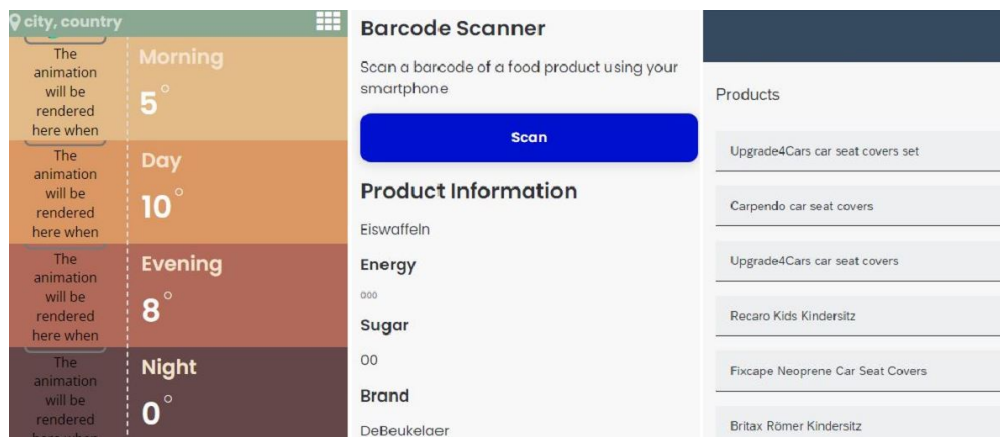 city, country
The
animation
will be
rendered
here when
Morning
5°
The
animation
will be
rendered
here when
Day
10°
The
animation
will be
rendered
here when
Evening
8°
The
animation
will be
rendered
here when
Night
0°
Barcode Scanner
Scan a barcode of a food product using your
smartphone
Scan
Product Information
Eiswaffeln
Energy
000
Sugar
00
Brand
DeBeukelaer
Products
Upgrade4Cars car seat covers set
Carpendo car seat covers
Upgrade4Cars car seat covers
Recaro Kids Kindersitz
Fixcape Neoprene Car Seat Covers
Britax Römer Kindersitz